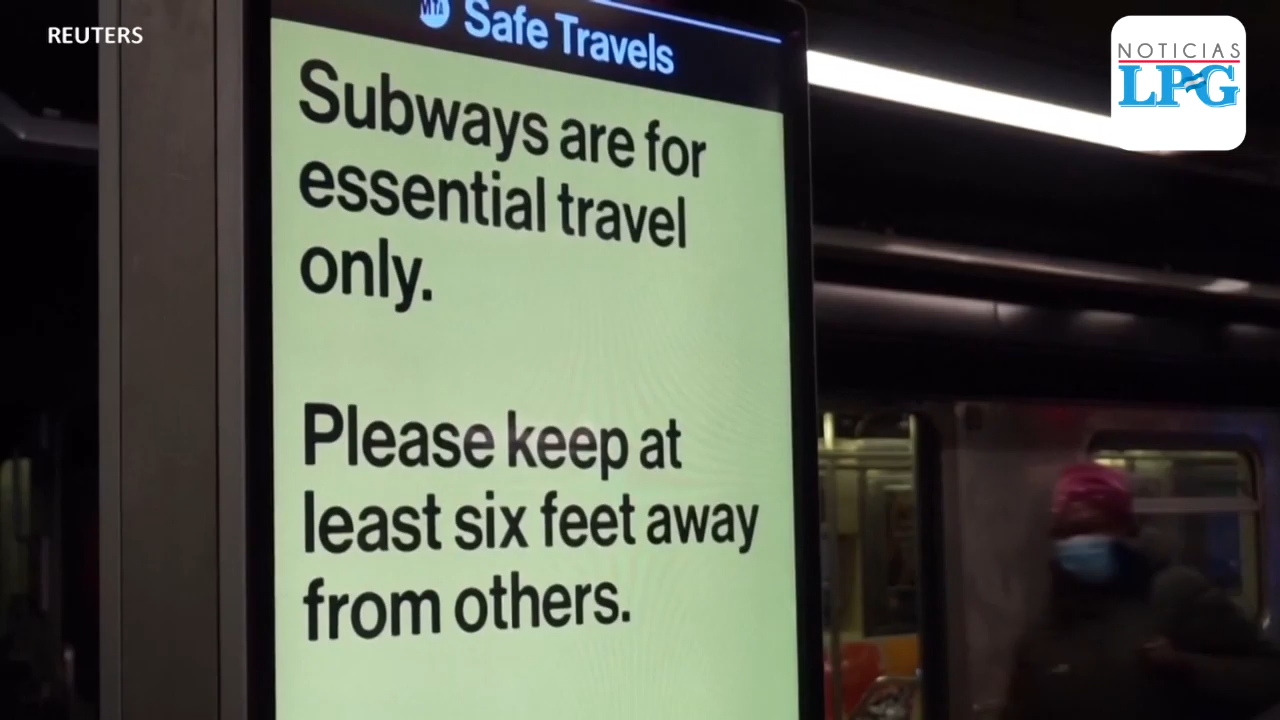 REUTERS
NOTICIAS
LPG
MTA
Safe Travels
Subways are for
essential travel
only.
Please keep at
least six feet away
from others.